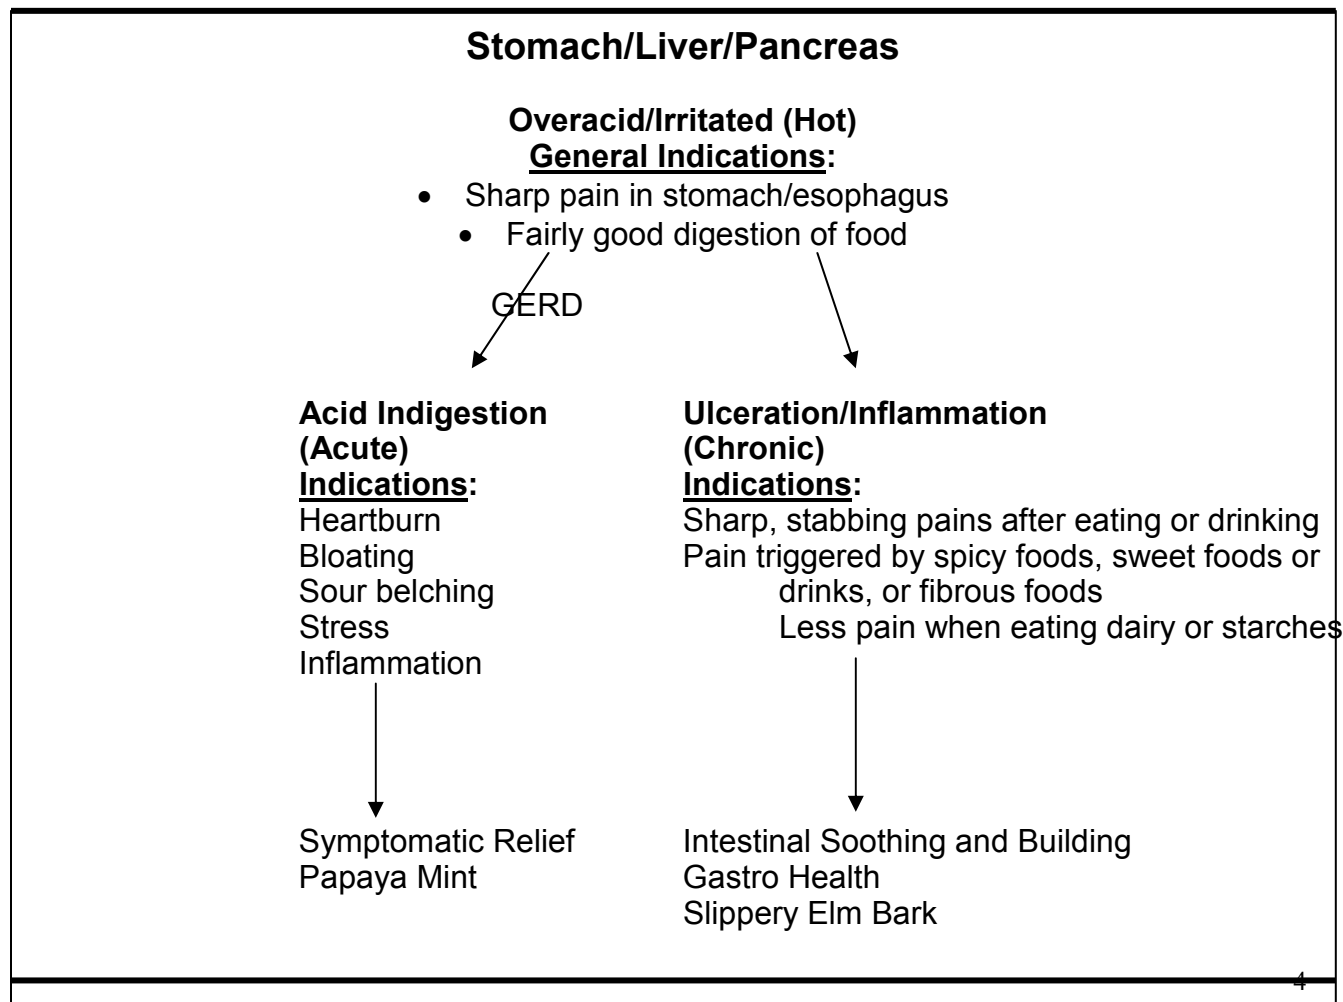 Stomach/Liver/Pancreas
Overacid/Irritated (Hot)
General Indications:
• Sharp pain in stomach/esophagus
• Fairly good digestion of food
GERD
Acid Indigestion
(Acute)
Indications:
Heartburn
Bloating
Sour belching
Stress
Inflammation
Symptomatic Relief
Papaya Mint
Ulceration/Inflammation
(Chronic)
Indications:
Sharp, stabbing pains after eating or drinking
Pain triggered by spicy foods, sweet foods or
drinks, or fibrous foods
Less pain when eating dairy or starches
Intestinal Soothing and Building
Gastro Health
Slippery Elm Bark
4